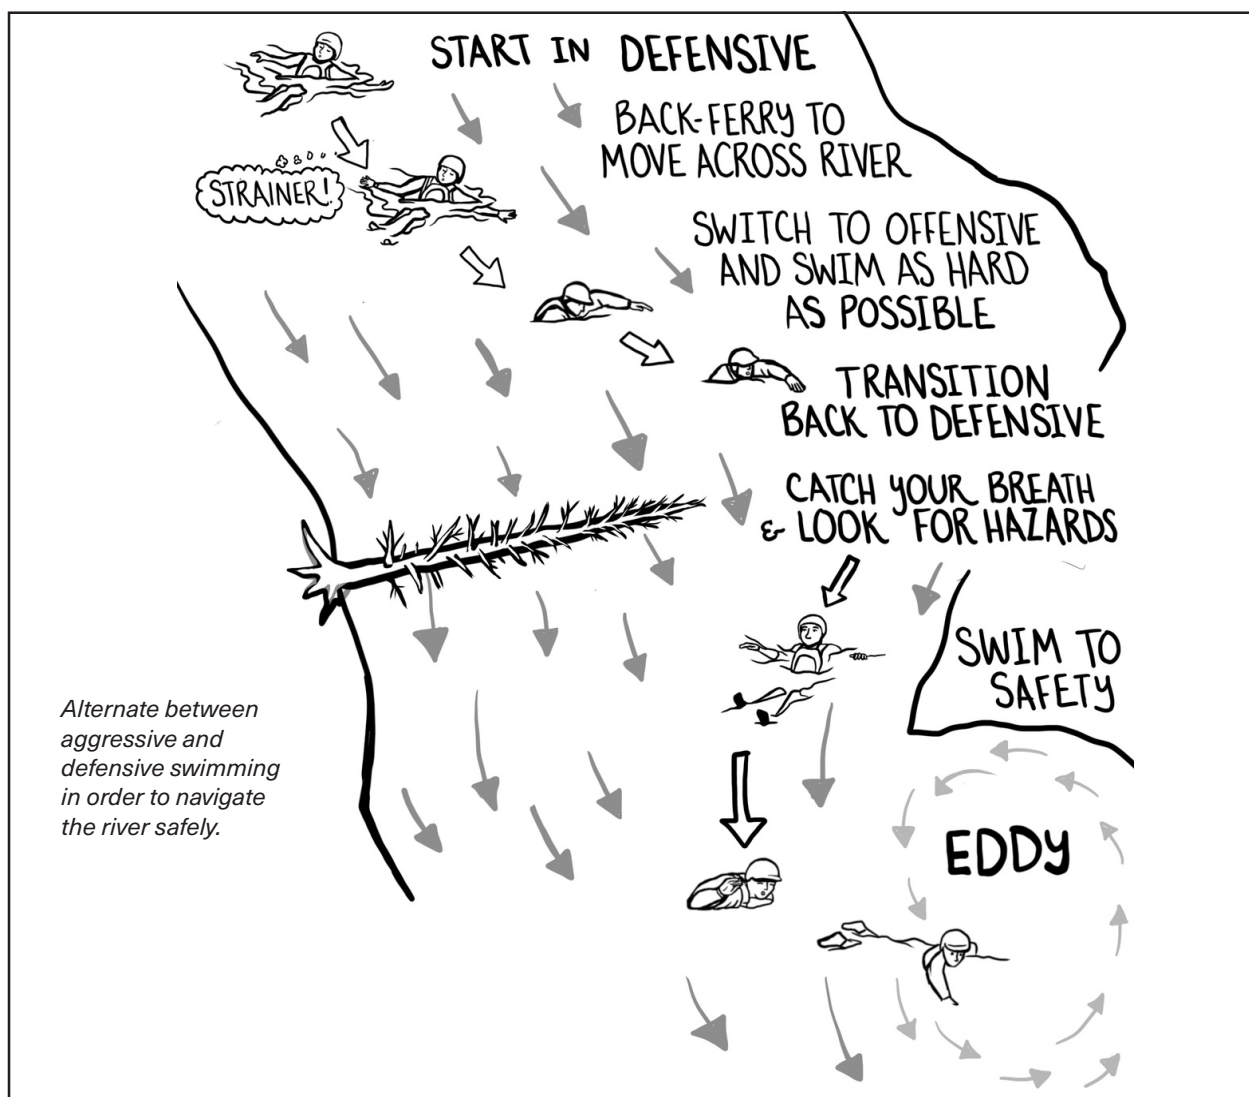 START IN DEFENSIVE
BACK-FERRY TO
MOVE ACROSS RIVER
STRAINER!
SWITCH TO OFFENSIVE
AND SWIM AS HARD
AS POSSIBLE
TRANSITION
BACK TO DEFENSIVE
CATCH YOUR BREATH
& LOOK FOR HAZARDS
SWIM TO
SAFETY
Alternate between
aggressive and
defensive swimming
in order to navigate
the river safely.
EDDY